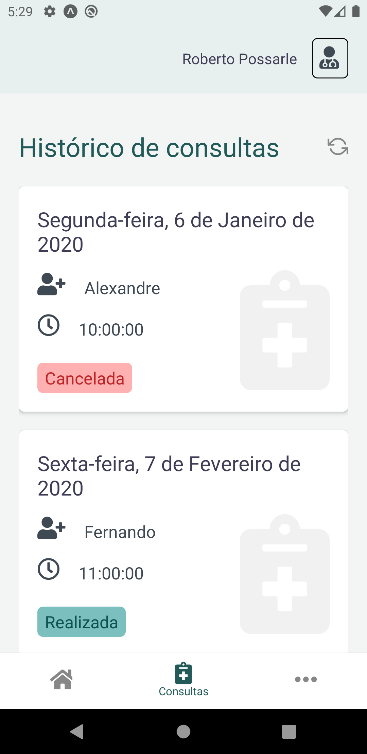 5:29
Roberto Possarle
Histórico de consultas
Segunda-feira, 6 de Janeiro de
2020
Alexandre
10:00:00
Cancelada
Sexta-feira, 7 de Fevereiro de
2020
Fernando
11:00:00
Realizada
Consultas